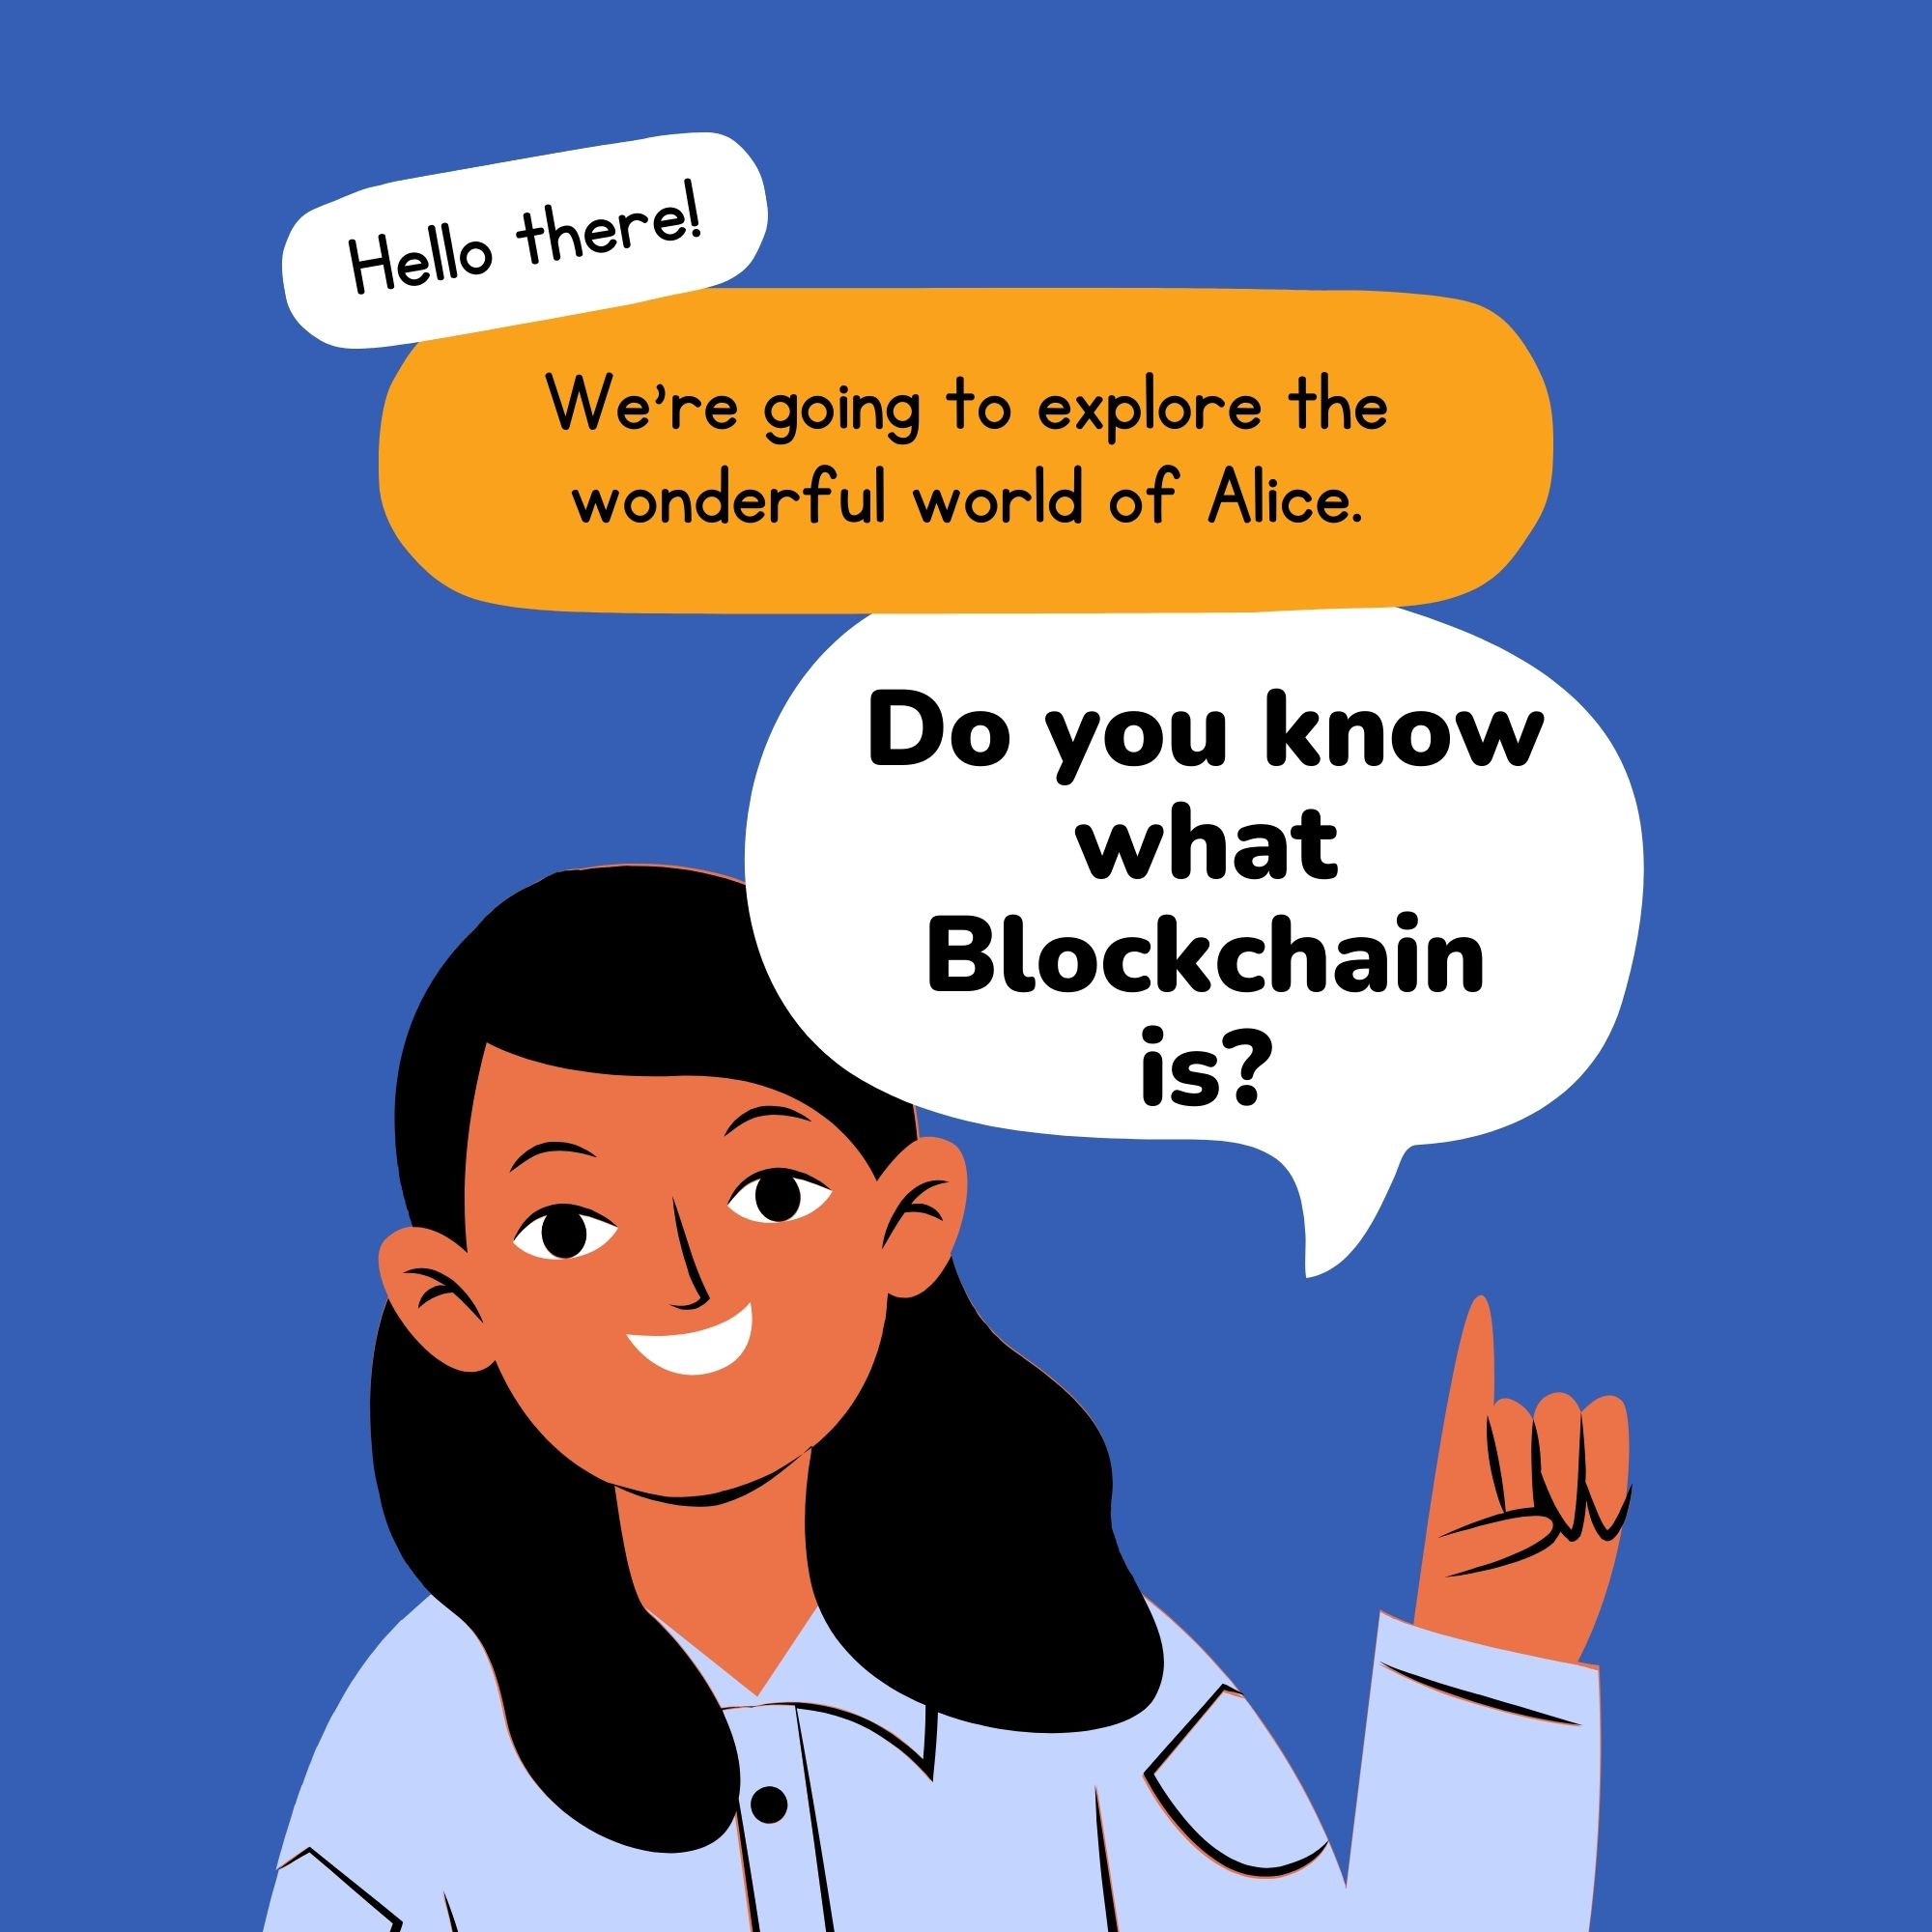 Hello there!
We're going to explore the
wonderful world of Alice.
Do you know
what
Blockchain
is?